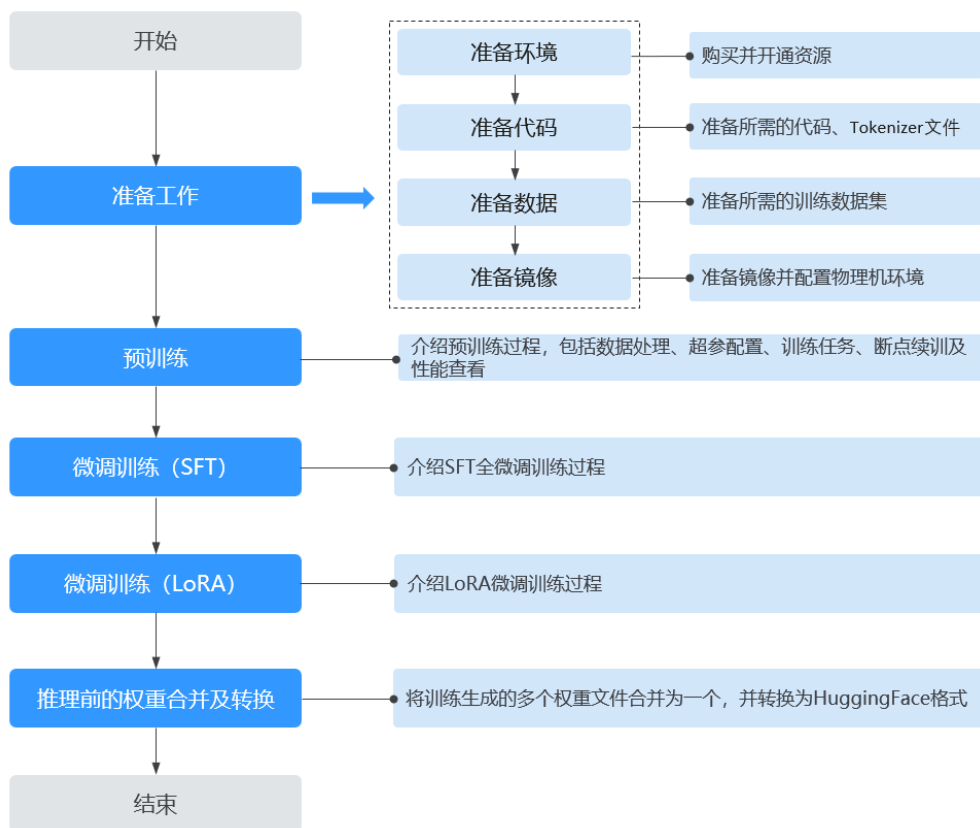 开始
准备工作
准备环境
购买并开通资源
准备代码
准备所需的代码、Tokenizer文件
准备数据
准备所需的训练数据集
准备镜像
准备镜像并配置物理机环境
预训练
介绍预训练过程，包括数据处理、超参配置、训练任务、断点续训及
性能查看
微调训练（SFT）
介绍SFT全微调训练过程
微调训练（LoRA）
介绍LoRA微调训练过程
推理前的权重合并及转换
将训练生成的多个权重文件合并为一个，并转换为HuggingFace格式
结束